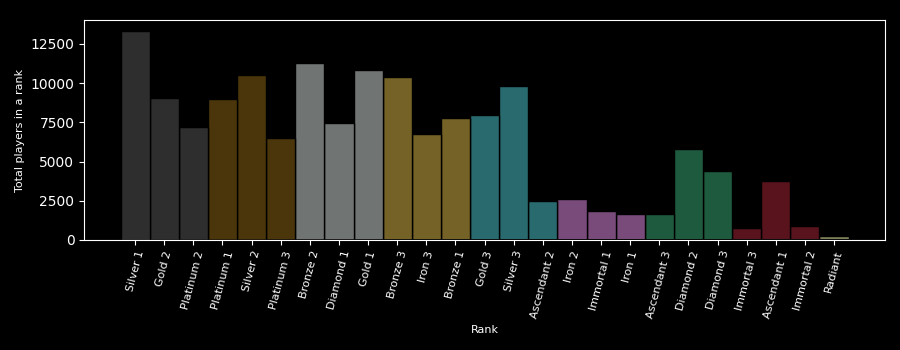 Total players in a rank
12500
10000
7500
5000
2500
0
Silver 1
Gold 2
Platinum 2
Platinum 1
Silver 2
Platinum 3
Bronze 2
Diamond 1
Gold 1
Bronze 3
Iron 3
Bronze 1
Gold 3
Silver 3
Ascendant 2
Iron 2
Immortal 1
Iron 1
Ascendant 3
Diamond 2
Diamond 3
Immortal 3
Ascendant 1
Immortal 2
Radiant
Rank